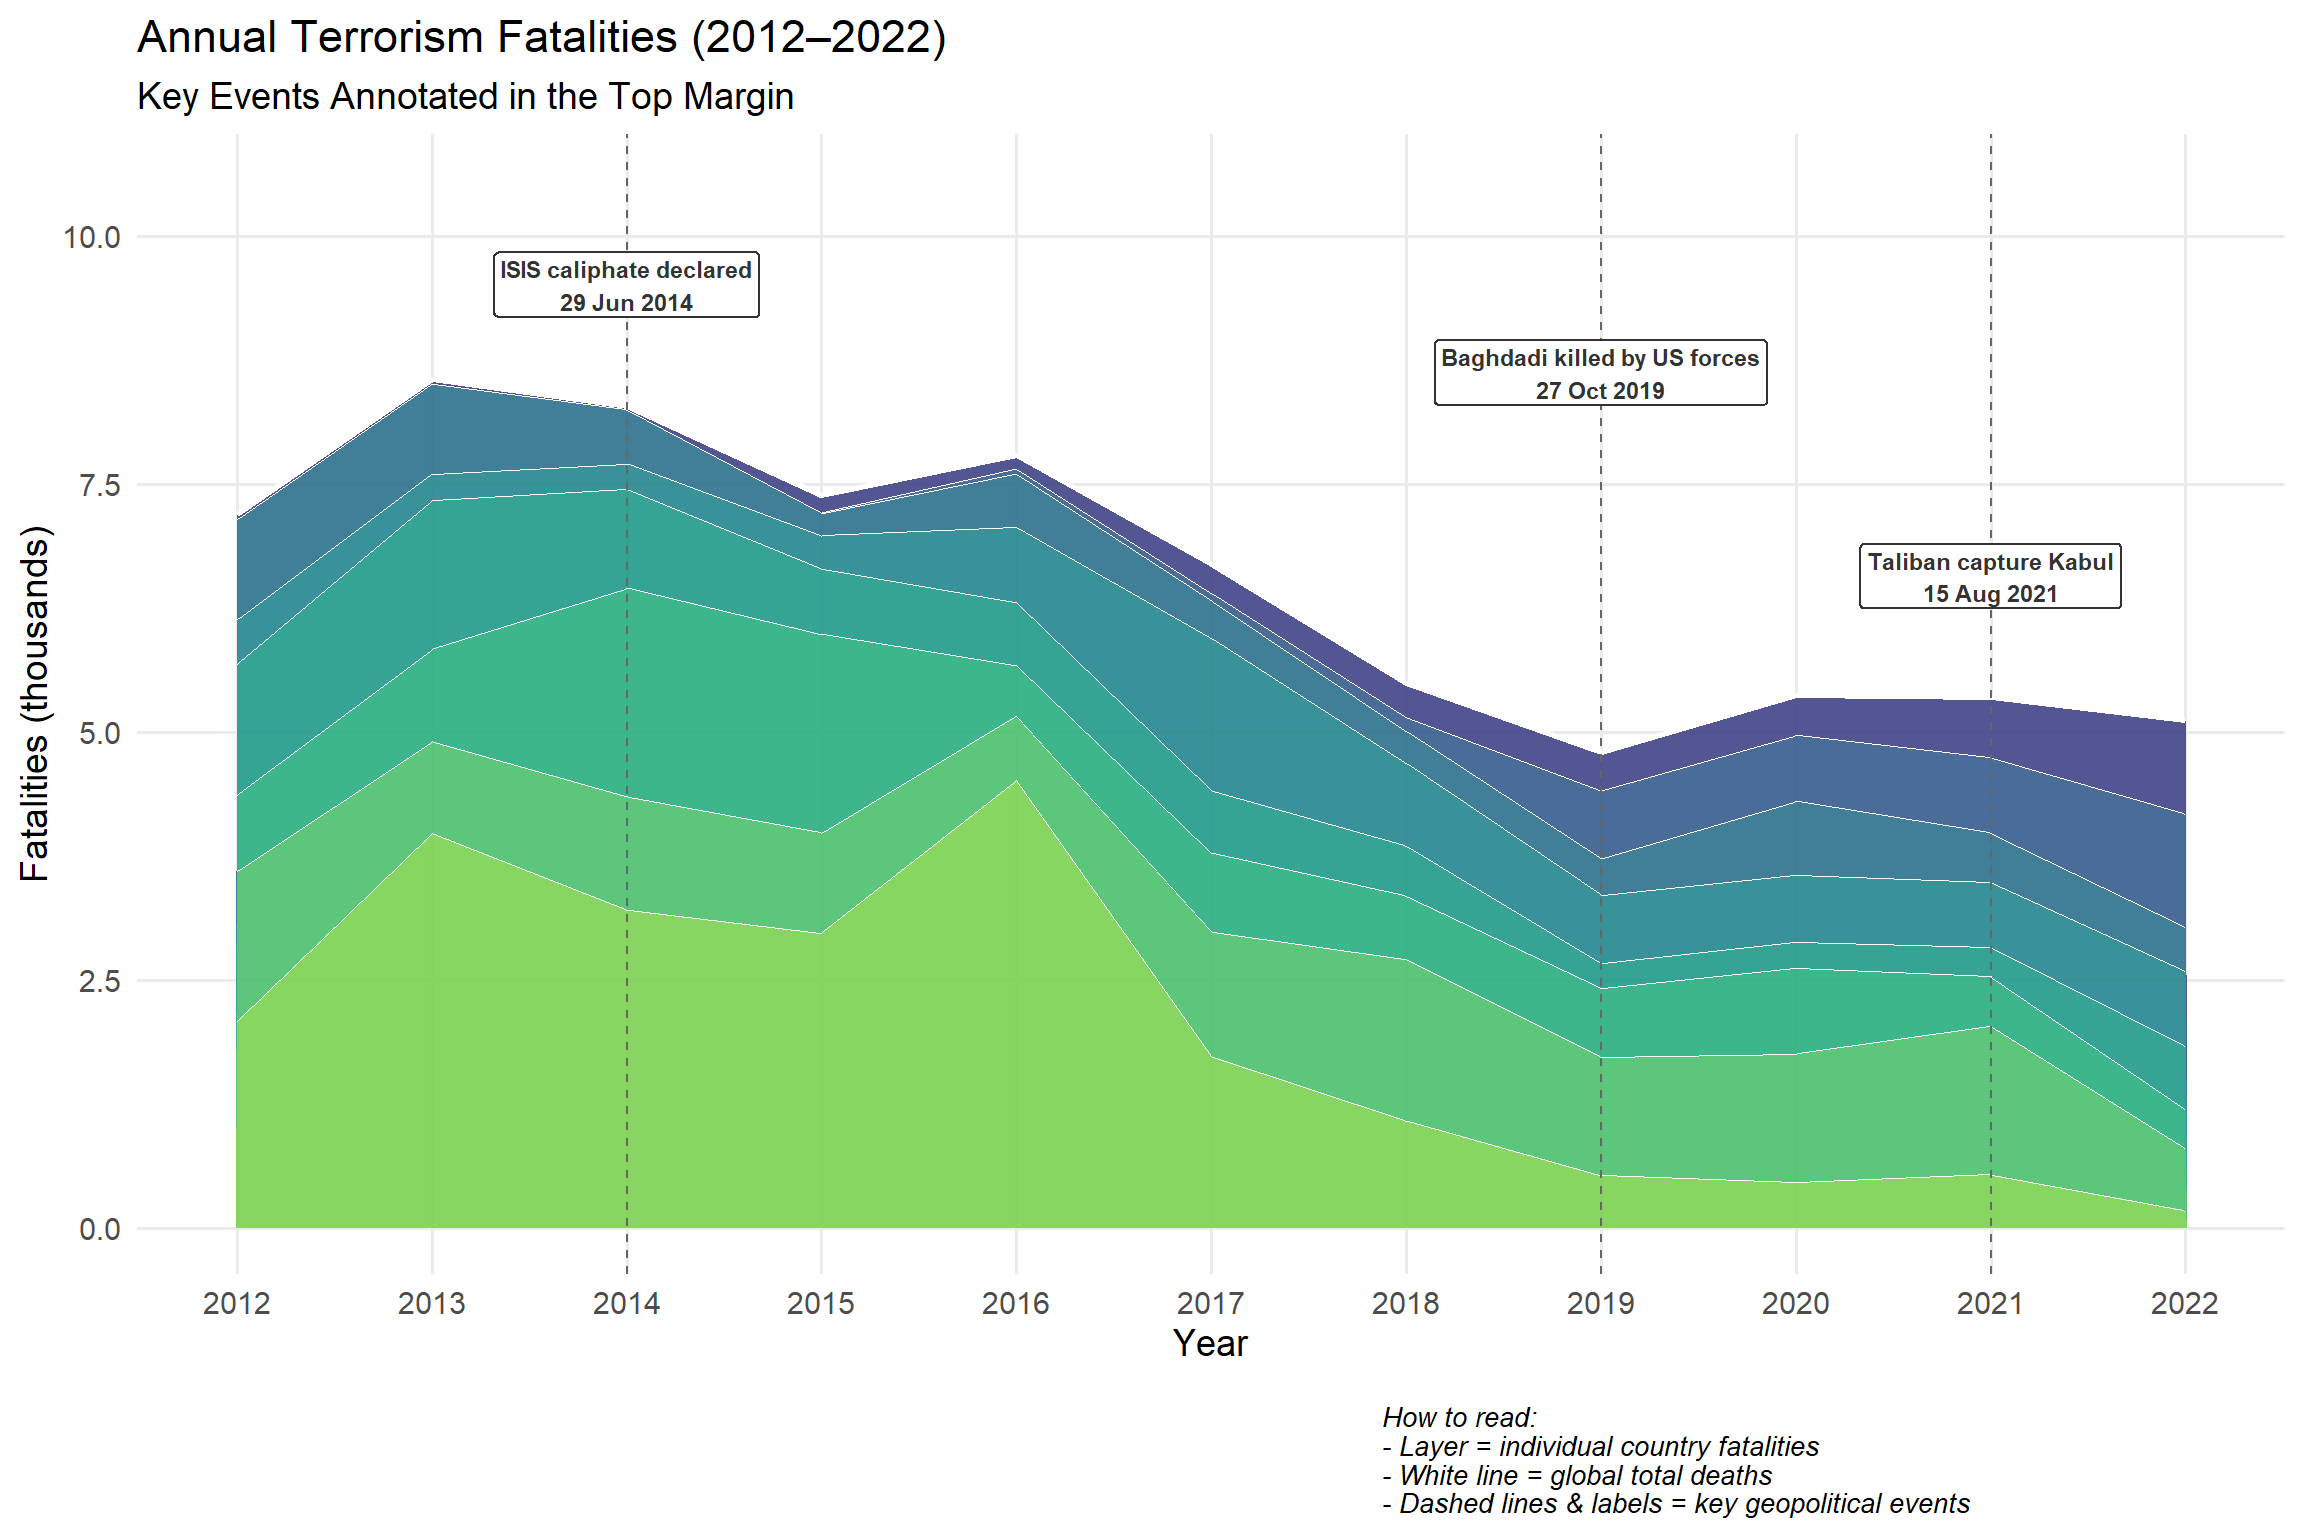 Annual Terrorism Fatalities (2012–2022)
Key Events Annotated in the Top Margin
Fatalities (thousands)
10.0
7.5
5.0
2.5
0.0
ISIS caliphate declared
29 Jun 2014
Baghdadi killed by US forces
27 Oct 2019
Taliban capture Kabul
15 Aug 2021
2012 2013 2014 2015 2016 2017 2018 2019 2020 2021 2022
Year
How to read:
- Layer = individual country fatalities
- White line = global total deaths
- Dashed lines & labels = key geopolitical events